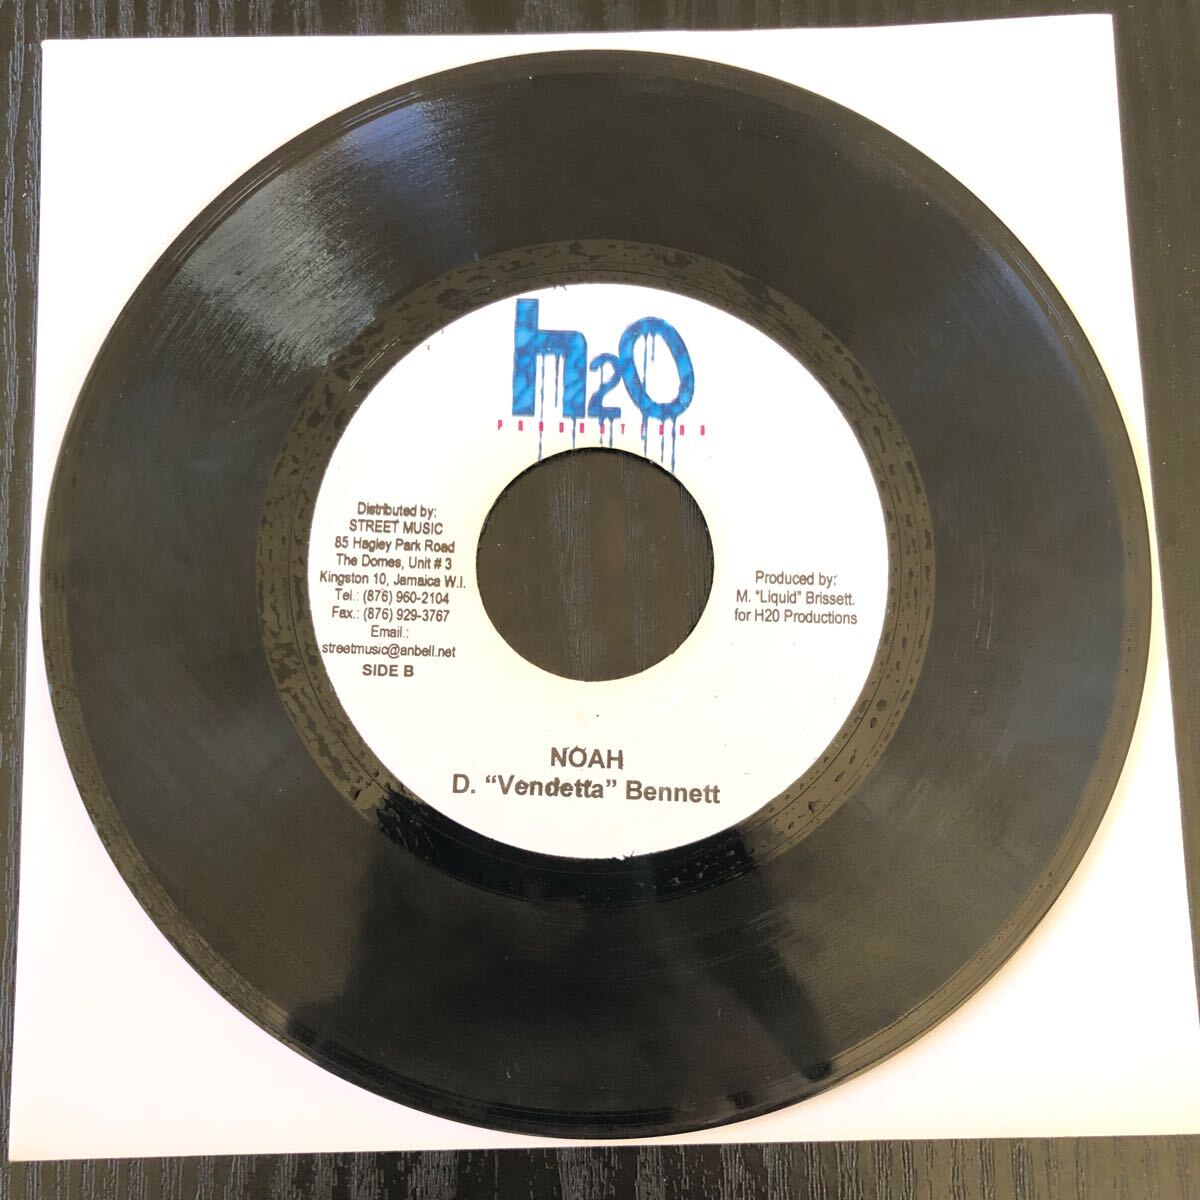 h2O
PRODUCTIONS
Distributed by:
STREET MUSIC
85 Hagley Park Road
The Domes, Unit # 3
Kingston 10, Jamaica W.I.
Tel.: (876) 960-2104
Fax.: (876) 929-3767
Email.:
streetmusic@anbell.net
SIDE B
Produced by:
M. "Liquid" Brissett.
for H20 Productions
NOAH
D. “Vendetta” Bennett